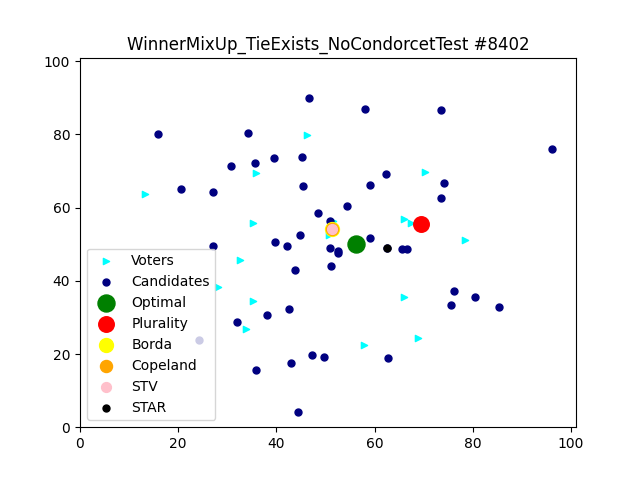 WinnerMixUp_TieExists_NoCondorcetTest #8402
100
80
60
40
20
0
Voters
Candidates
Optimal
Plurality
Borda
Copeland
STV
STAR
0 20 40 60 80 100